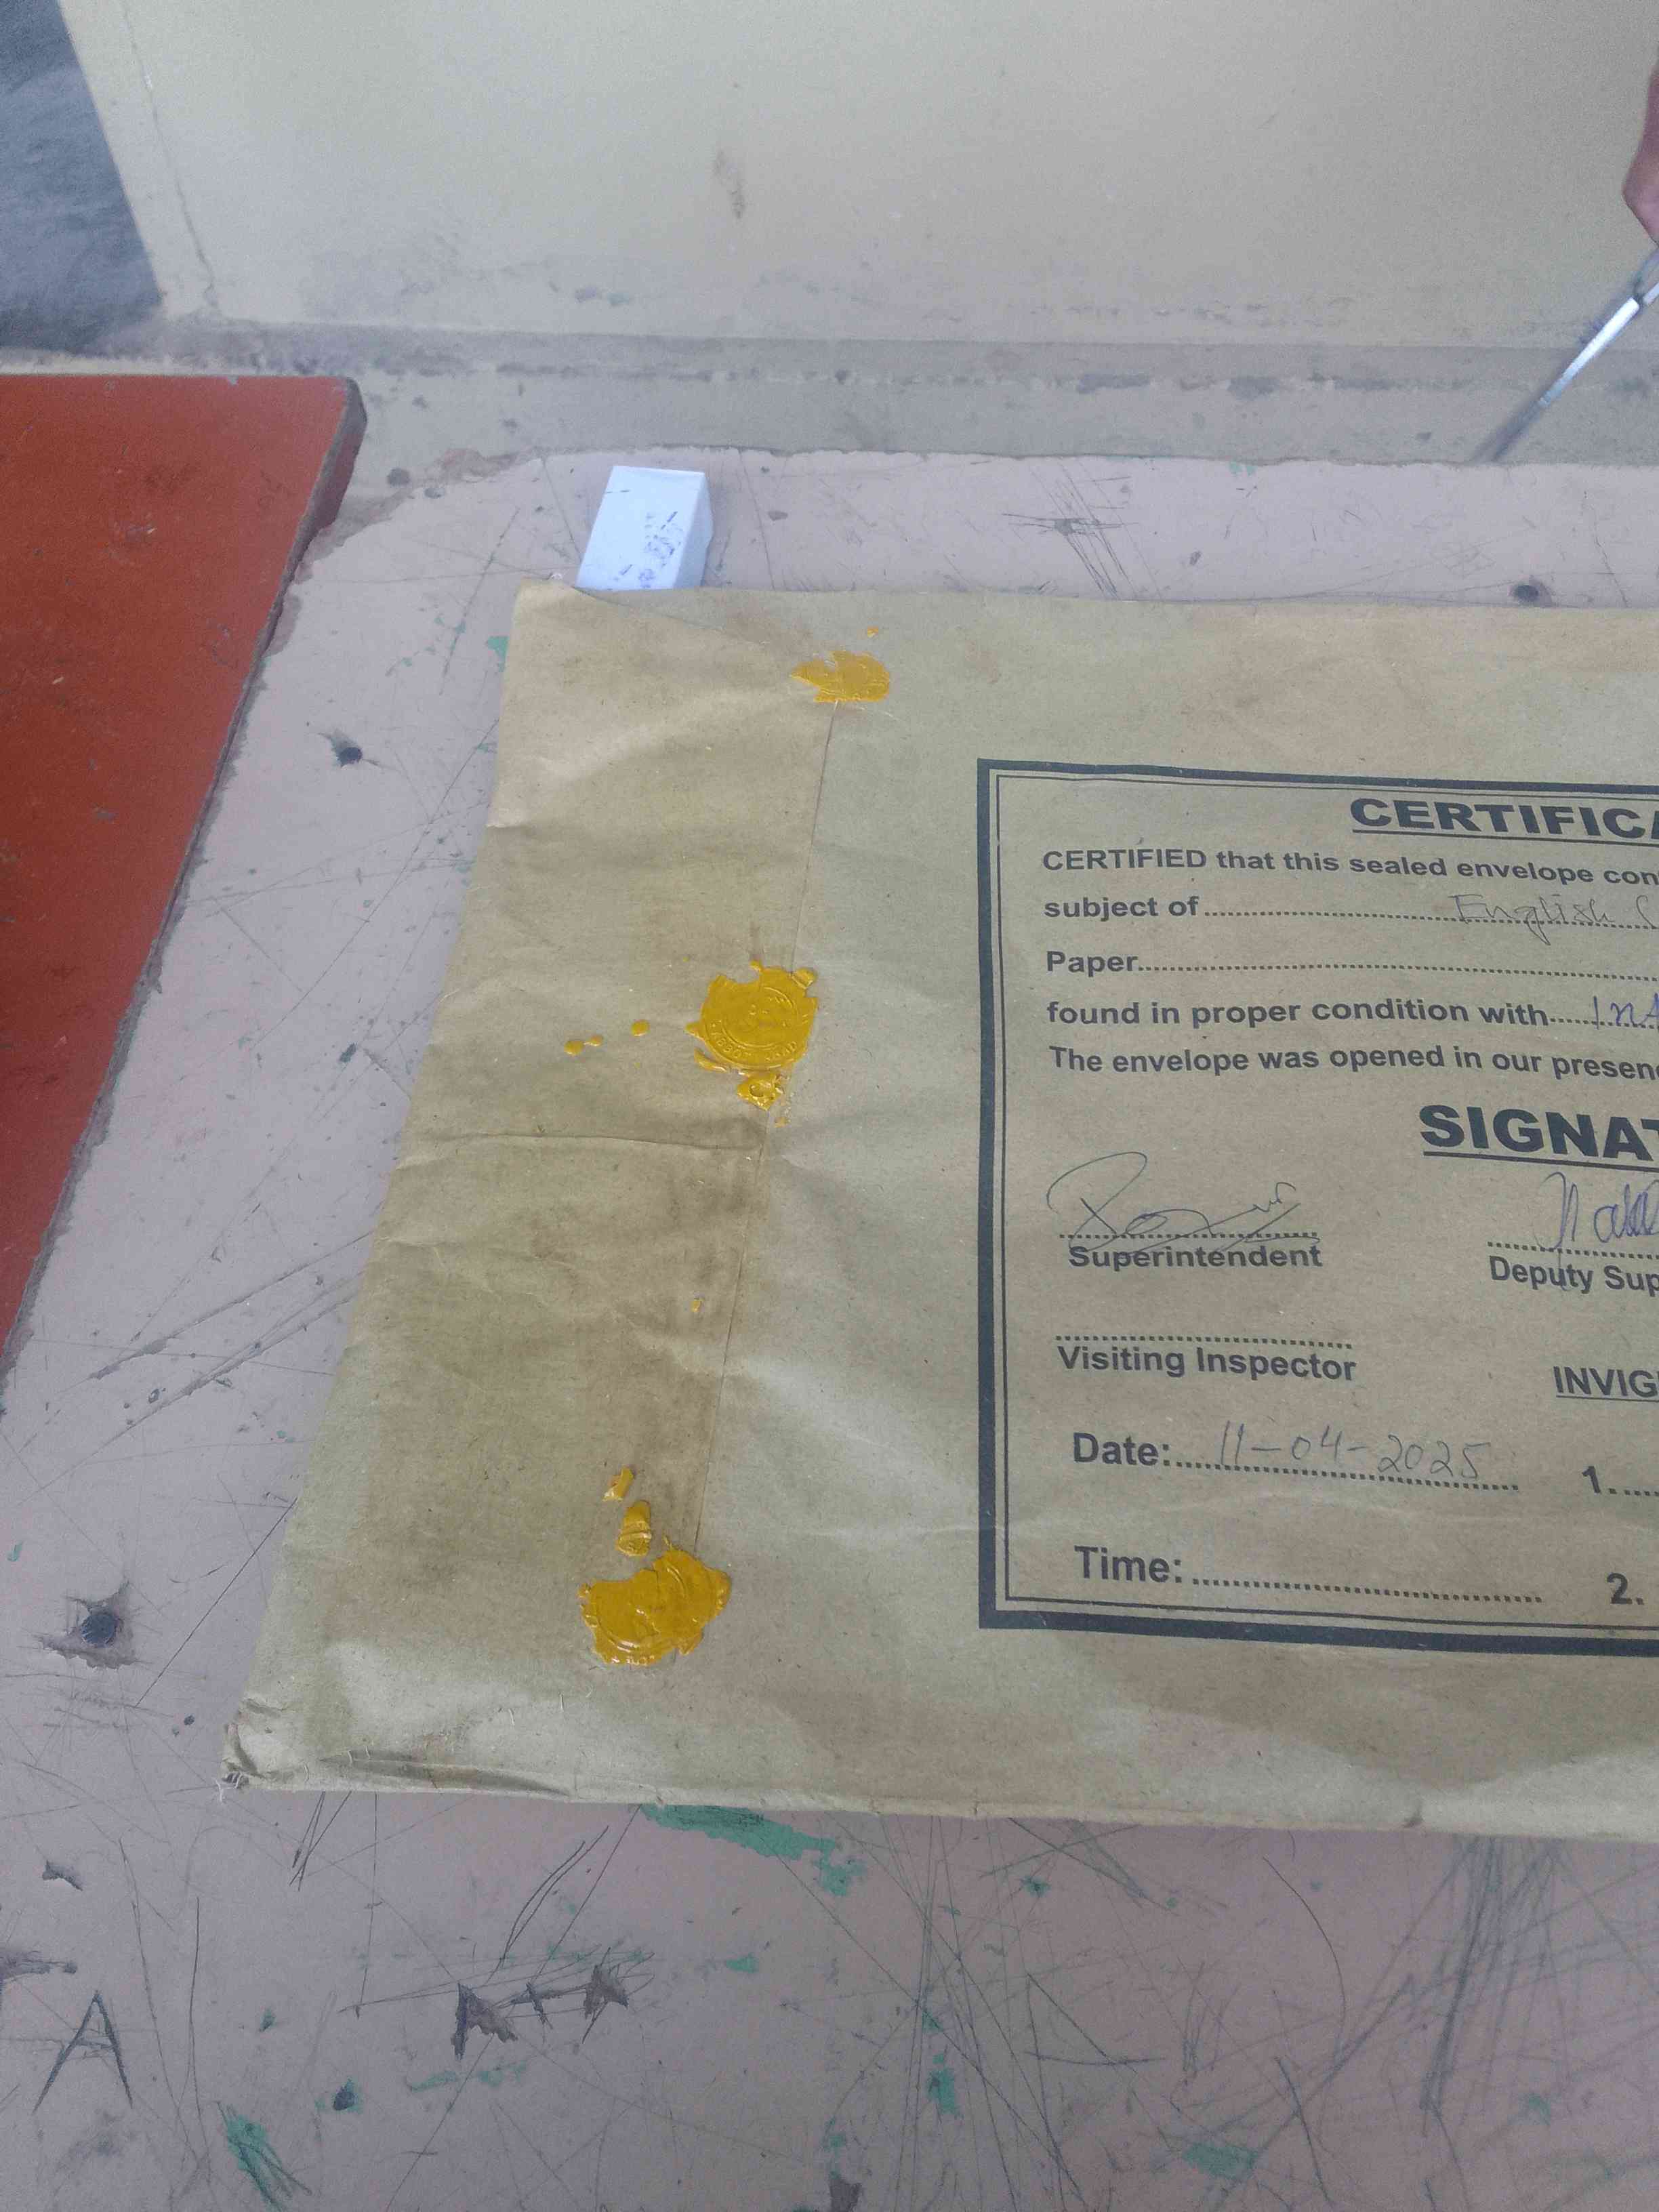 CERTIFICA
CERTIFIED that this sealed envelope con
subject of.................English
Paper.................
found in proper condition with.....
The envelope was opened in our presen
SIGNAT
Superintendent
Deputy Sup
Visiting Inspector
INVIG
Date:....11-04-2025....
1.....
Time:.................
2.
A A++